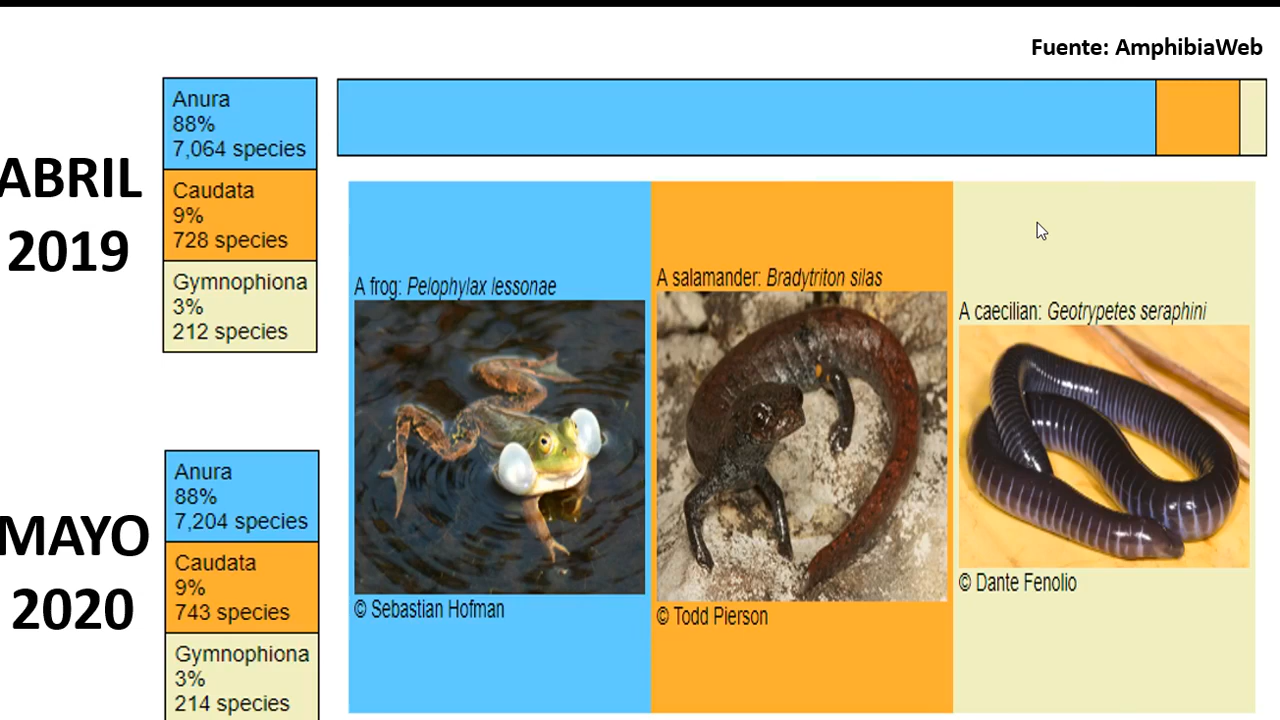 Fuente: AmphibiaWeb
ABRIL
2019
Anura
88%
7,064 species
Caudata
9%
728 species
Gymnophiona
3%
212 species
A frog: Pelophylax lessonae
© Sebastian Hofman
A salamander: Bradytriton silas
© Todd Pierson
A caecilian: Geotrypetes seraphini
© Dante Fenolio
MAYO
2020
Anura
88%
7,204 species
Caudata
9%
743 species
Gymnophiona
3%
214 species